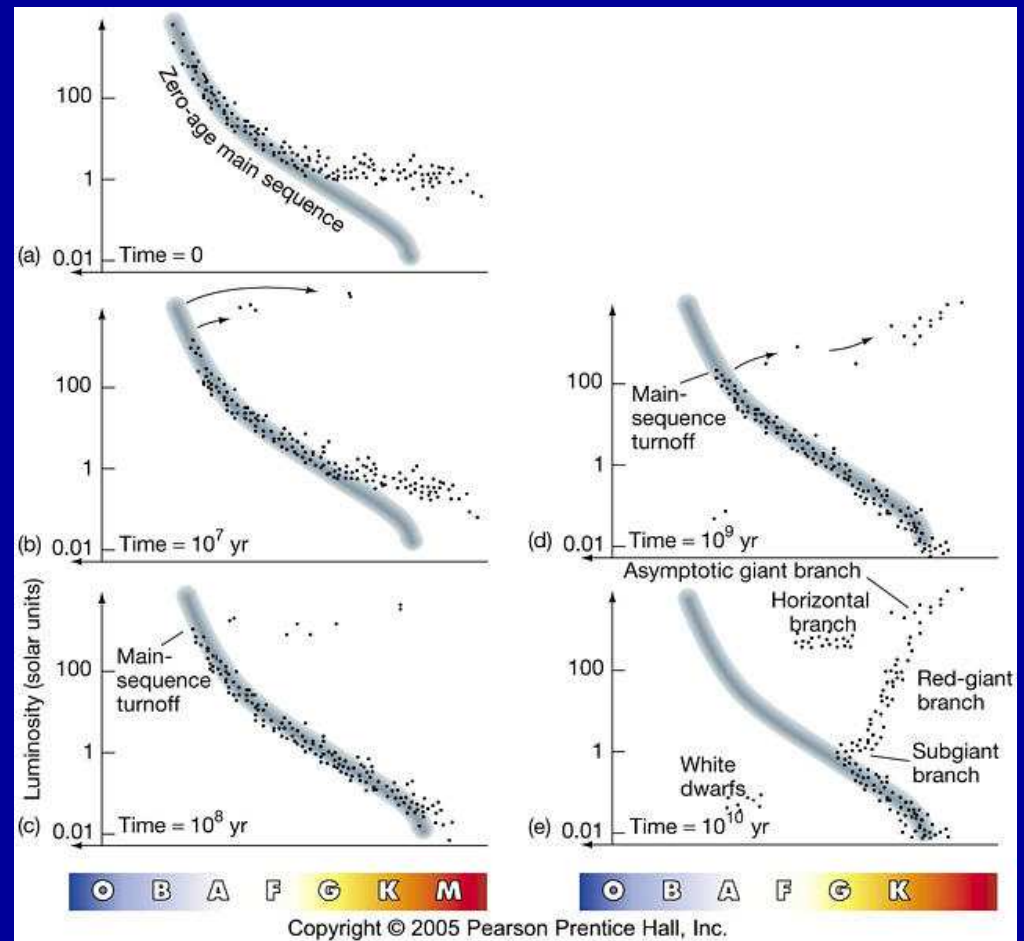 100
Zero-age main sequence
1
(a) 0.01 Time = 0
100
1
(b) 0.01 Time = 10⁷ yr
Luminosity (solar units)
Main-
sequence
turnoff
100
1
(c) 0.01 Time = 10⁸ yr
O B A F G K M
100
Main-
sequence
turnoff
1
(d) 0.01 Time = 10⁹ yr
Asymptotic giant branch
Horizontal
branch
100
Red-giant
branch
1
Subgiant
branch
White
dwarfs
(e) 0.01 Time = 10¹⁰ yr
O B A F G K
Copyright © 2005 Pearson Prentice Hall, Inc.